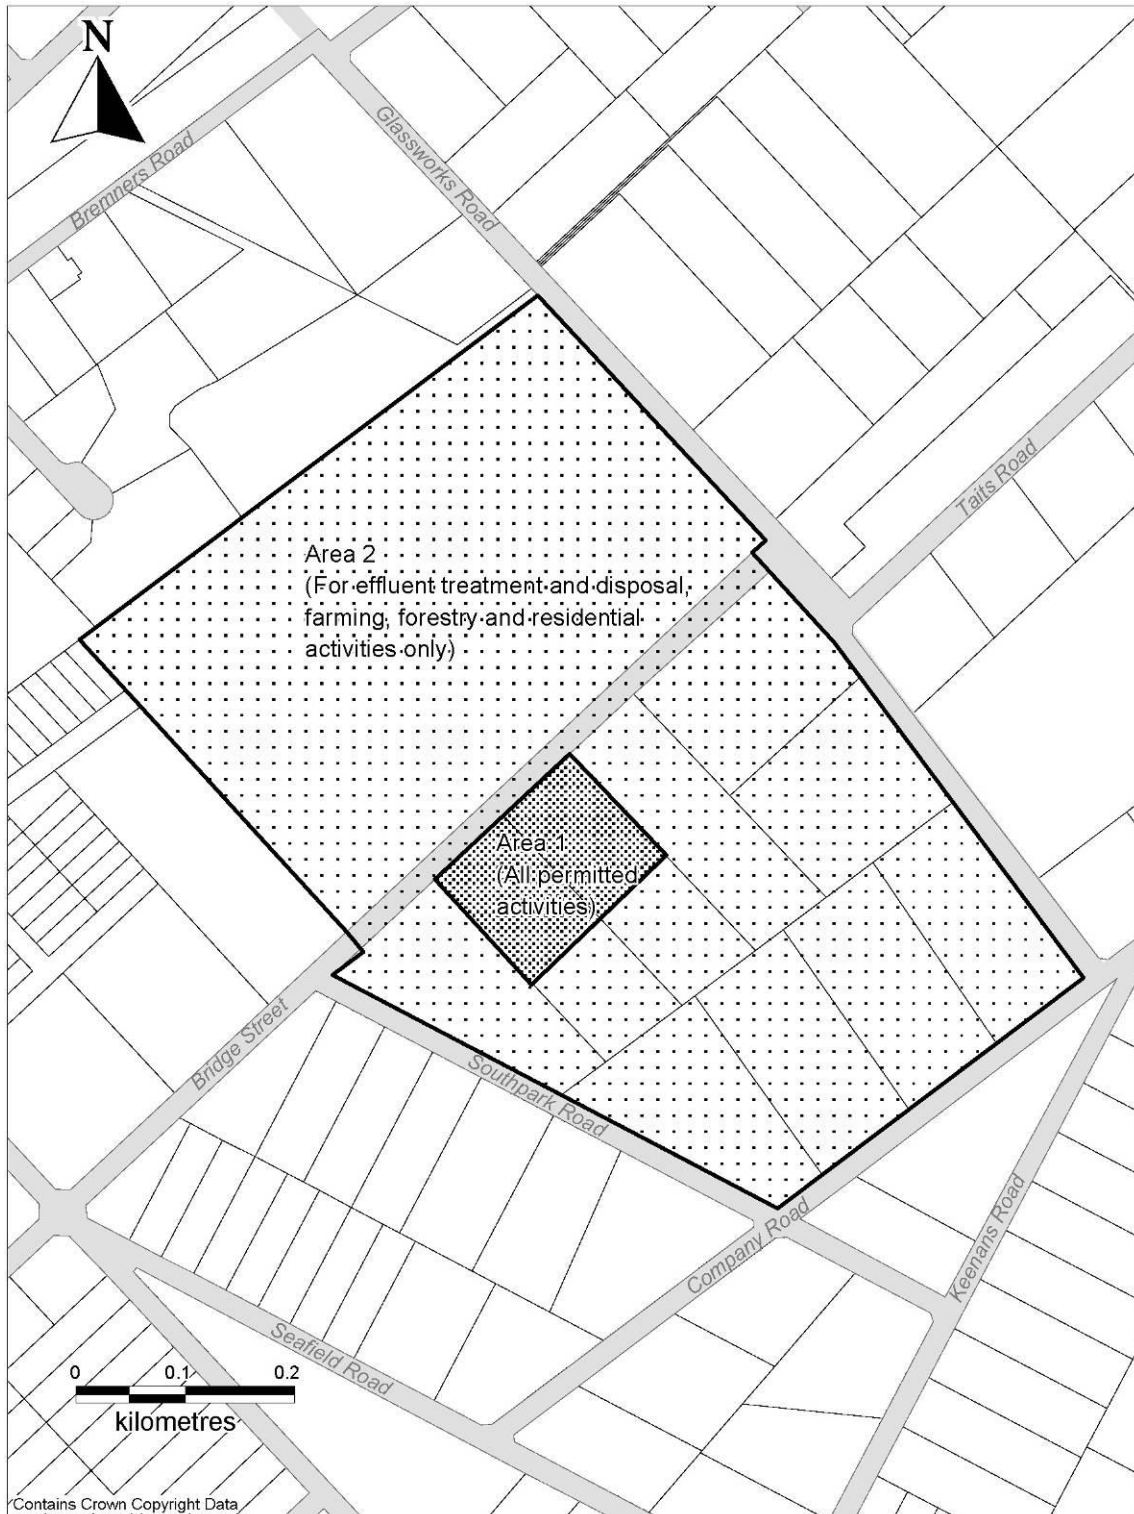 N
Bremners Road
Glassworks Road
Taits Road
Area 2
(For effluent treatment and disposal,
farming, forestry and residential
activities only)
Area 1
(All permitted
activities)
Bridge Street
Southpark Road
Company Road
Keenans Road
Seafield Road
0 0.1 0.2
kilometres
Contains Crown Copyright Data